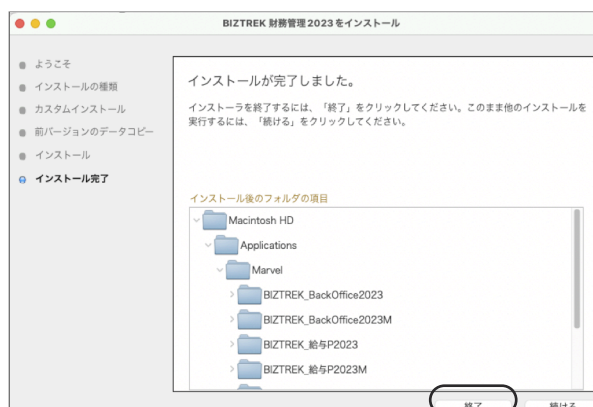 BIZTREK 財務管理2023をインストール
ようこそ
インストールの種類
カスタムインストール
前バージョンのデータコピー
インストール
インストール完了
インストールが完了しました。
インストーラを終了するには、「終了」をクリックしてください。このまま他のインストールを
実行するには、「続ける」をクリックしてください。
インストール後のフォルダの項目
Macintosh HD
Applications
Marvel
BIZTREK_BackOffice2023
BIZTREK_BackOffice2023M
BIZTREK_給与P2023
BIZTREK_給与P2023M
終了
続ける